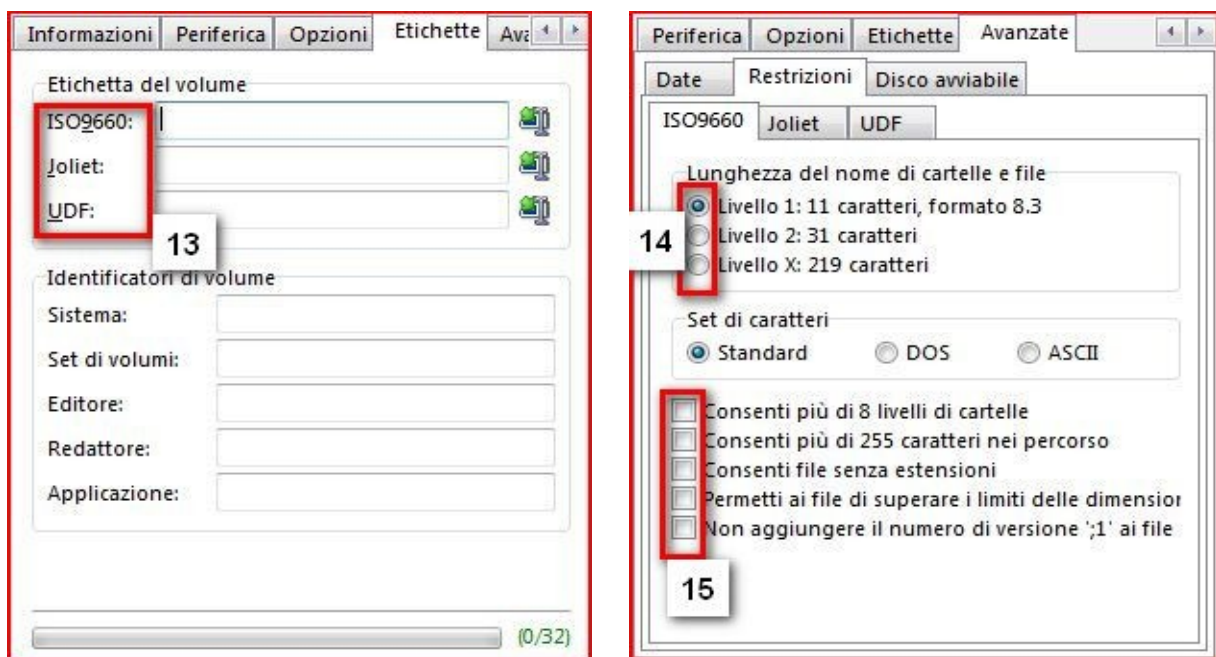 Informazioni Periferica Opzioni Etichette
Etichetta del volume
ISO9660:
Joliet:
UDF:
13
Identificatori di volume
Sistema:
Set di volumi:
Editore:
Redattore:
Applicazione:
(0/32)
Periferica Opzioni Etichette Avanzate
Date Restrizioni Disco avviabile
ISO9660 Joliet UDF
Lunghezza del nome di cartelle e file
14
Livello 1: 11 caratteri, formato 8.3
Livello 2: 31 caratteri
Livello X: 219 caratteri
Set di caratteri
Standard DOS ASCII
Consenti più di 8 livelli di cartelle
Consenti più di 255 caratteri nei percorso
Consenti file senza estensioni
Permetti ai file di superare i limiti delle dimension
Non aggiungere il numero di versione ';1' ai file
15